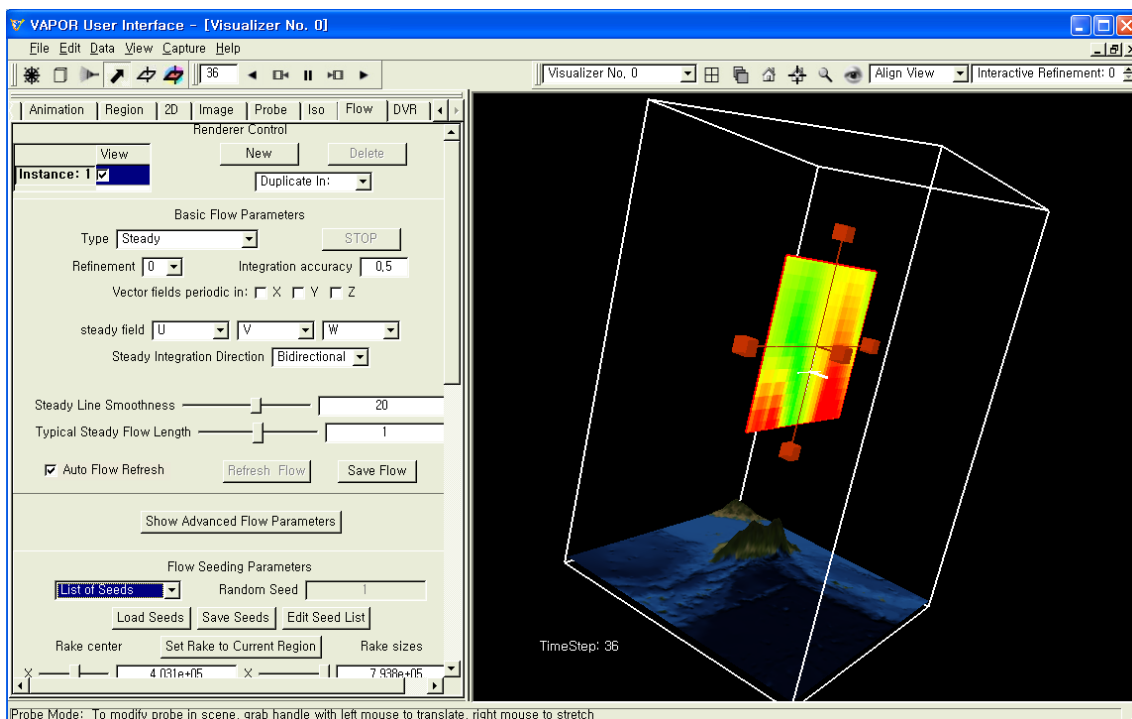 VAPOR User Interface - [Visualizer No. 0]
File Edit Data View Capture Help
36 Visualizer No. 0 Align View Interactive Refinement: 0
Animation Region 2D Image Probe Iso Flow DVR
Renderer Control
View New Delete
Instance: 1
Duplicate In:
Basic Flow Parameters
Type Steady STOP
Refinement 0 Integration accuracy 0.5
Vector fields periodic in: X Y Z
steady field U V W
Steady Integration Direction Bidirectional
Steady Line Smoothness 20
Typical Steady Flow Length 1
Auto Flow Refresh Refresh Flow Save Flow
Show Advanced Flow Parameters
Flow Seeding Parameters
List of Seeds Random Seed 1
Load Seeds Save Seeds Edit Seed List
Rake center Set Rake to Current Region Rake sizes
X 4.031e+05 X 7.938e+05
TimeStep: 36
Probe Mode: To modify probe in scene, grab handle with left mouse to translate, right mouse to stretch